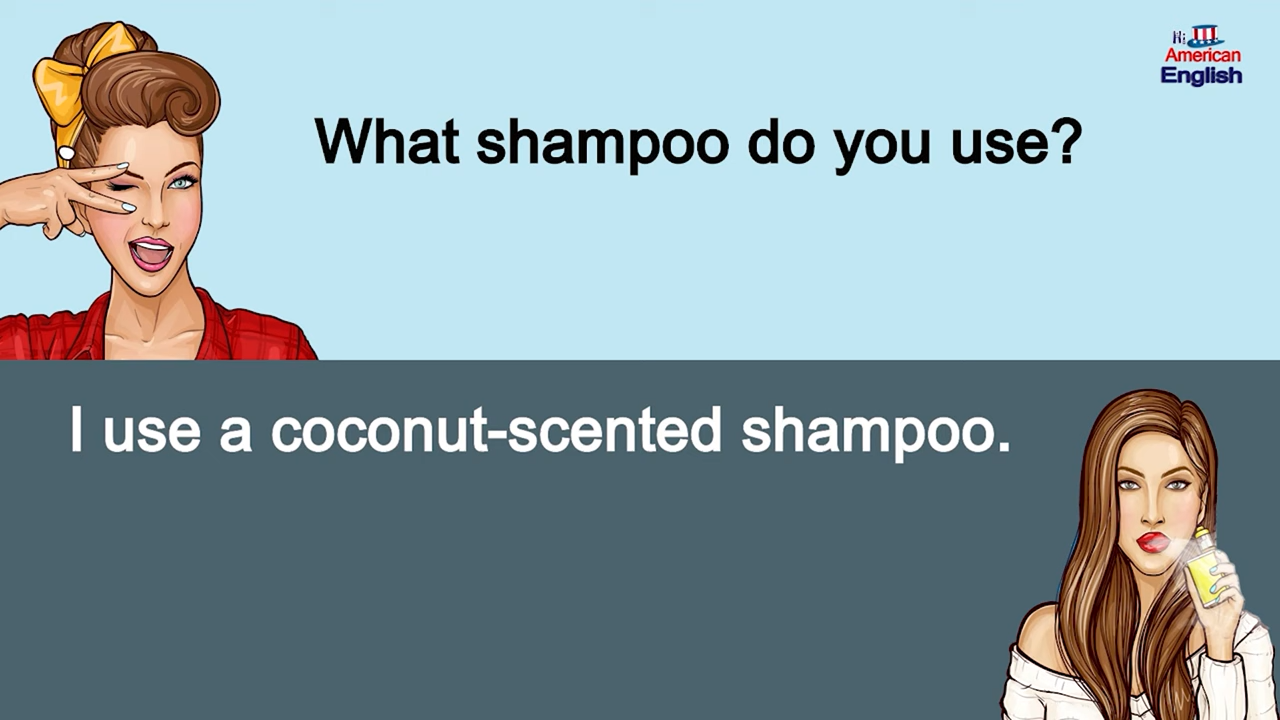 Hi
American
English
What shampoo do you use?
I use a coconut-scented shampoo.